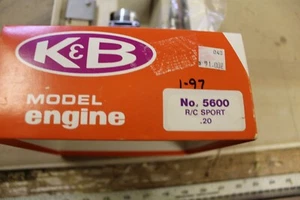 K&B
1-97
MODEL
engine
No. 5600
R/C SPORT
.20